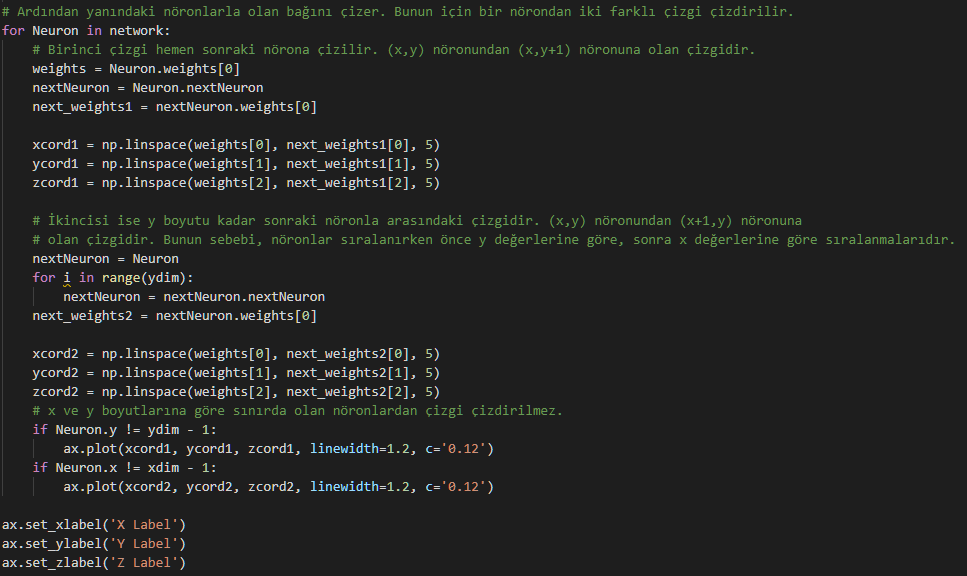 # Ardından yanındaki nöronlarla olan bağını çizer. Bunun için bir nörondan iki farklı çizgi çizdirilir.
for Neuron in network:
    # Birinci çizgi hemen sonraki nörona çizilir. (x,y) nöronundan (x,y+1) nöronuna olan çizgidir.
    weights = Neuron.weights[0]
    nextNeuron = Neuron.nextNeuron
    next_weights1 = nextNeuron.weights[0]

    xcord1 = np.linspace(weights[0], next_weights1[0], 5)
    ycord1 = np.linspace(weights[1], next_weights1[1], 5)
    zcord1 = np.linspace(weights[2], next_weights1[2], 5)

    # İkincisi ise y boyutu kadar sonraki nöronla arasındaki çizgidir. (x,y) nöronundan (x+1,y) nöronuna
    # olan çizgidir. Bunun sebebi, nöronlar sıralanırken önce y değerlerine göre, sonra x değerlerine göre sıralanmalarıdır.
    nextNeuron = Neuron
    for i in range(ydim):
        nextNeuron = nextNeuron.nextNeuron
    next_weights2 = nextNeuron.weights[0]

    xcord2 = np.linspace(weights[0], next_weights2[0], 5)
    ycord2 = np.linspace(weights[1], next_weights2[1], 5)
    zcord2 = np.linspace(weights[2], next_weights2[2], 5)
    # x ve y boyutlarına göre sınırda olan nöronlardan çizgi çizdirilmez.
    if Neuron.y != ydim - 1:
        ax.plot(xcord1, ycord1, zcord1, linewidth=1.2, c='0.12')
    if Neuron.x != xdim - 1:
        ax.plot(xcord2, ycord2, zcord2, linewidth=1.2, c='0.12')

ax.set_xlabel('X Label')
ax.set_ylabel('Y Label')
ax.set_zlabel('Z Label')